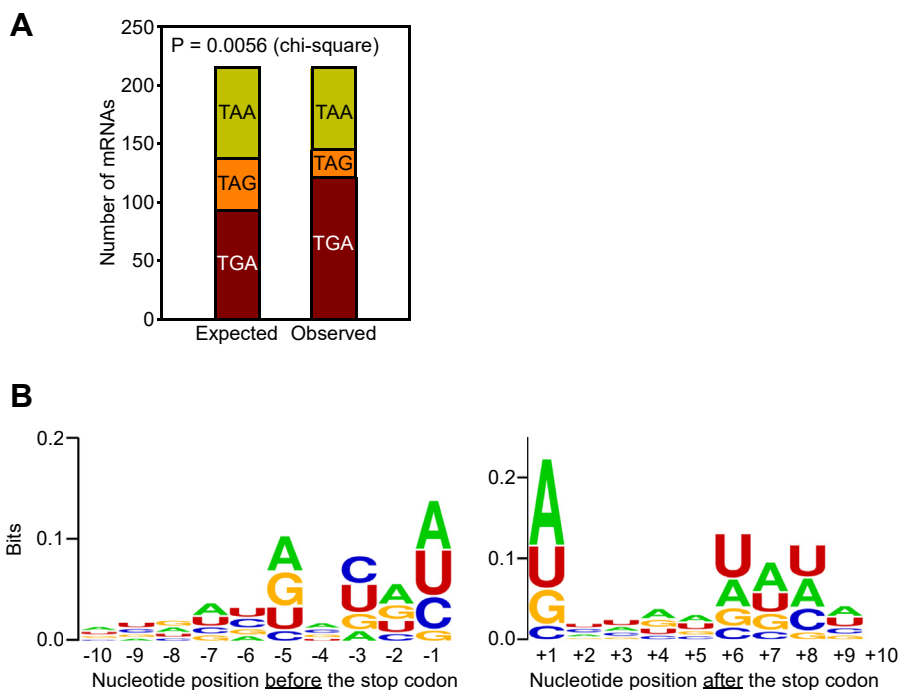 A
250
P = 0.0056 (chi-square)
200
150
100
50
0
Number of mRNAs
TAA
TAG
TGA
TAA
TAG
TGA
Expected Observed
B
0.2
0.1
0.0
Bits
A U C G
-10 -9 -8 -7 -6 -5 -4 -3 -2 -1
Nucleotide position before the stop codon
0.2
0.1
0.0
A U G C
+1 +2 +3 +4 +5 +6 +7 +8 +9 +10
Nucleotide position after the stop codon